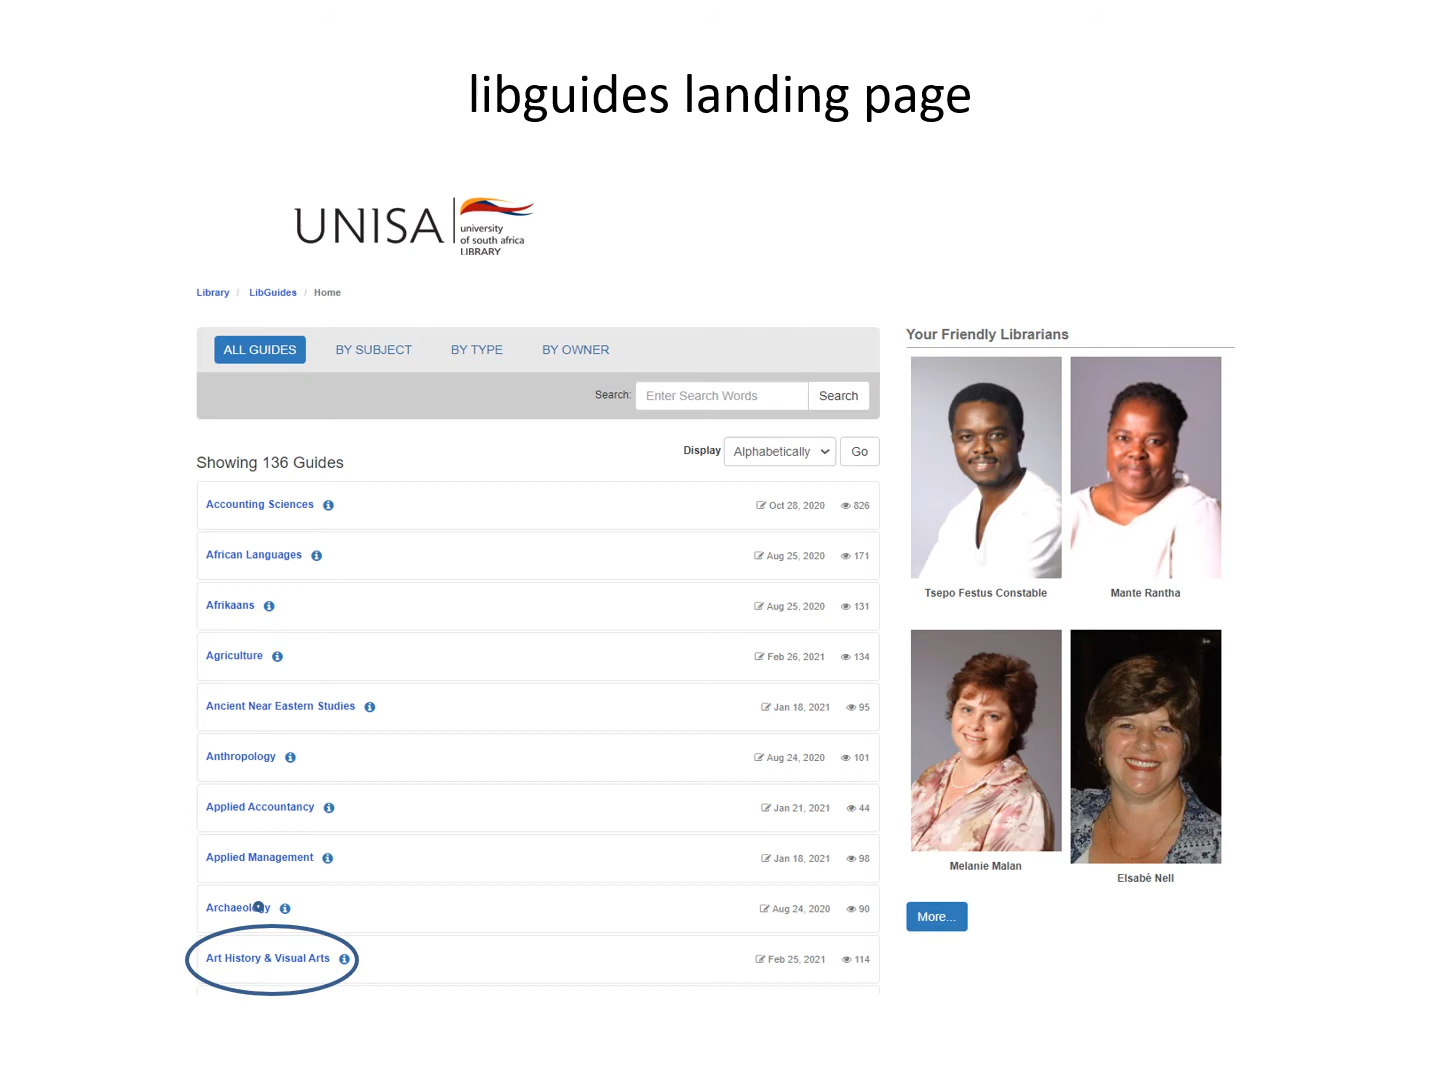 libguides landing page
UNISA
university
of south africa
LIBRARY
Library / LibGuides / Home
ALL GUIDES BY SUBJECT BY TYPE BY OWNER
Search: Enter Search Words Search
Display Alphabetically Go
Showing 136 Guides
Accounting Sciences Oct 28, 2020 826
African Languages Aug 25, 2020 171
Afrikaans Aug 25, 2020 131
Agriculture Feb 26, 2021 134
Ancient Near Eastern Studies Jan 18, 2021 95
Anthropology Aug 24, 2020 101
Applied Accountancy Jan 21, 2021 44
Applied Management Jan 18, 2021 98
Archaeology Aug 24, 2020 90
Art History & Visual Arts Feb 25, 2021 114
Your Friendly Librarians
Tsepo Festus Constable Mante Rantha
Melanie Malan Elsabé Nell
More...